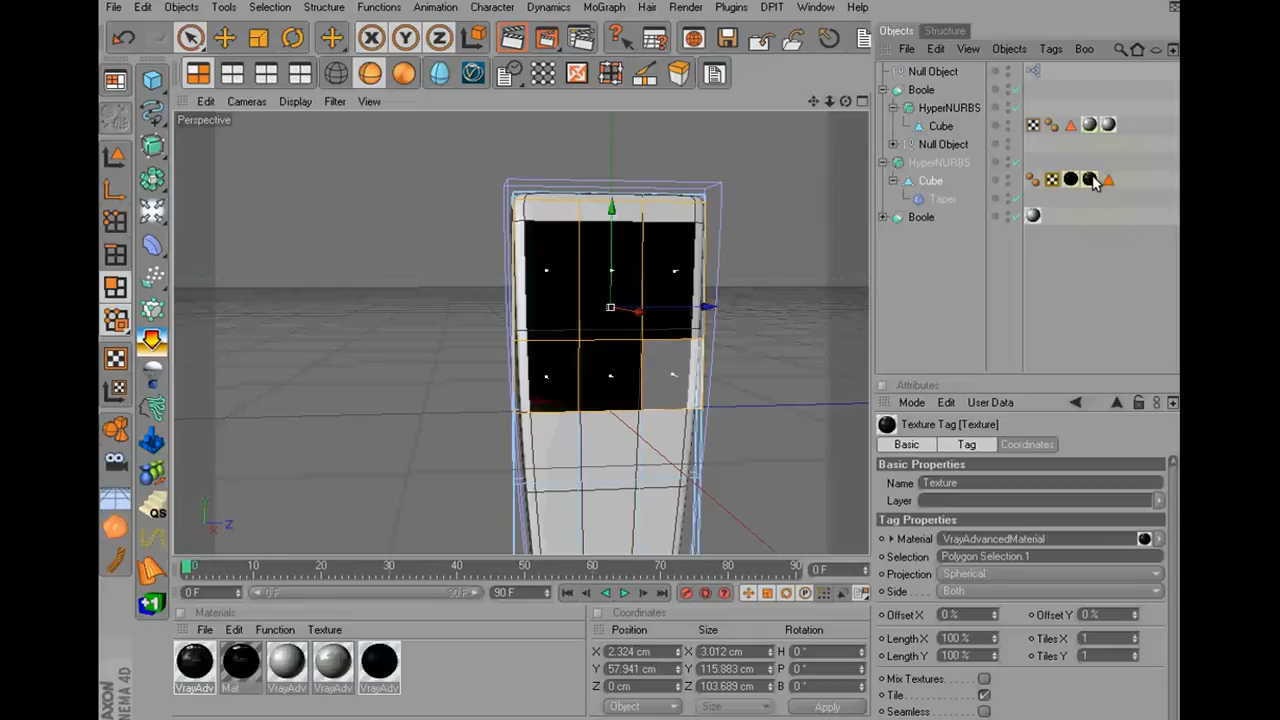 File Edit Objects Tools Selection Structure Functions Animation Character Dynamics MoGraph Hair Render Plugins DPIT Window Help
Objects Structure
File Edit View Objects Tags Boo
Null Object
Boole
HyperNURBS
Cube
Null Object
HyperNURBS
Cube
Taper
Boole
X Y Z
QS
Edit Cameras Display Filter View
Perspective
Y
Z
X
Attributes
Mode Edit User Data
Texture Tag [Texture]
Basic Tag Coordinates
Basic Properties
Name Texture
Layer
Tag Properties
Material VrayAdvancedMaterial
Selection Polygon Selection.1
Projection Spherical
Side Both
Offset X 0 % Offset Y 0 %
Length X 100 % Tiles X 1
Length Y 100 % Tiles Y 1
Mix Textures
Tile
Seamless
0 10 20 30 40 50 60 70 80 90 0 F
0 F 0 F 90 F 90 F
Materials
File Edit Function Texture
VrayAdv Mat VrayAdv VrayAdv VrayAdv
Coordinates
Position Size Rotation
X 2.324 cm X 3.012 cm H 0 °
Y 57.941 cm Y 115.883 cm P 0 °
Z 0 cm Z 103.689 cm B 0 °
Object Size Apply
MAXON
CINEMA 4D